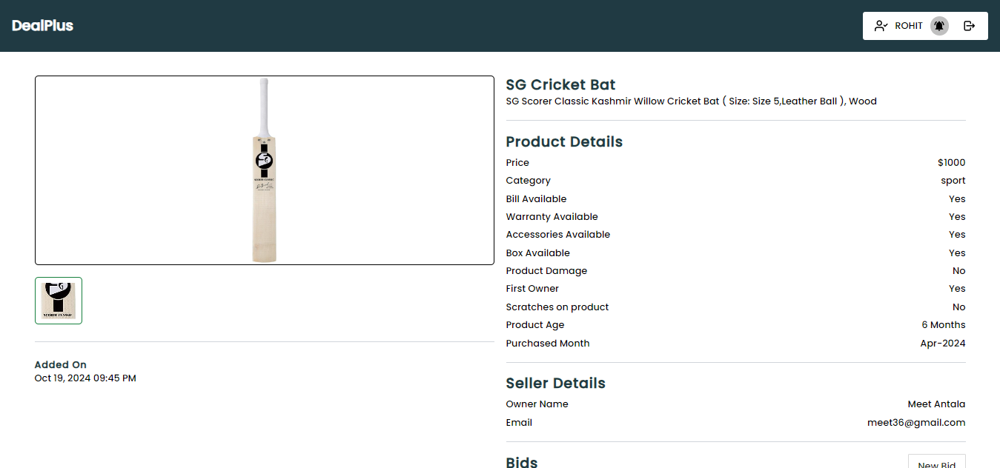 DealPlus
ROHIT
SCORER CLASSIC
SCORER CLASSIC
Added On
Oct 19, 2024 09:45 PM
SG Cricket Bat
SG Scorer Classic Kashmir Willow Cricket Bat ( Size: Size 5,Leather Ball ), Wood
Product Details
Price $1000
Category sport
Bill Available Yes
Warranty Available Yes
Accessories Available Yes
Box Available Yes
Product Damage No
First Owner Yes
Scratches on product No
Product Age 6 Months
Purchased Month Apr-2024
Seller Details
Owner Name Meet Antala
Email meet36@gmail.com
Bids New Bid